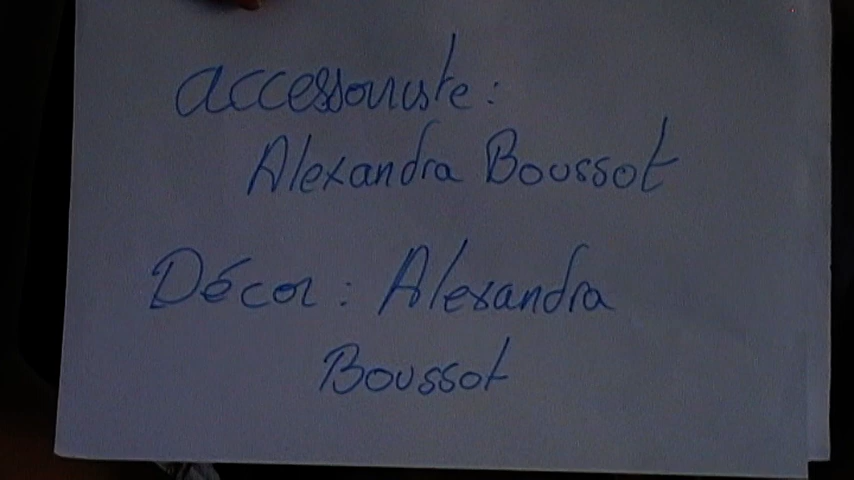 accessoiriste :
Alexandra Boussot
Décor : Alexandra
Boussot